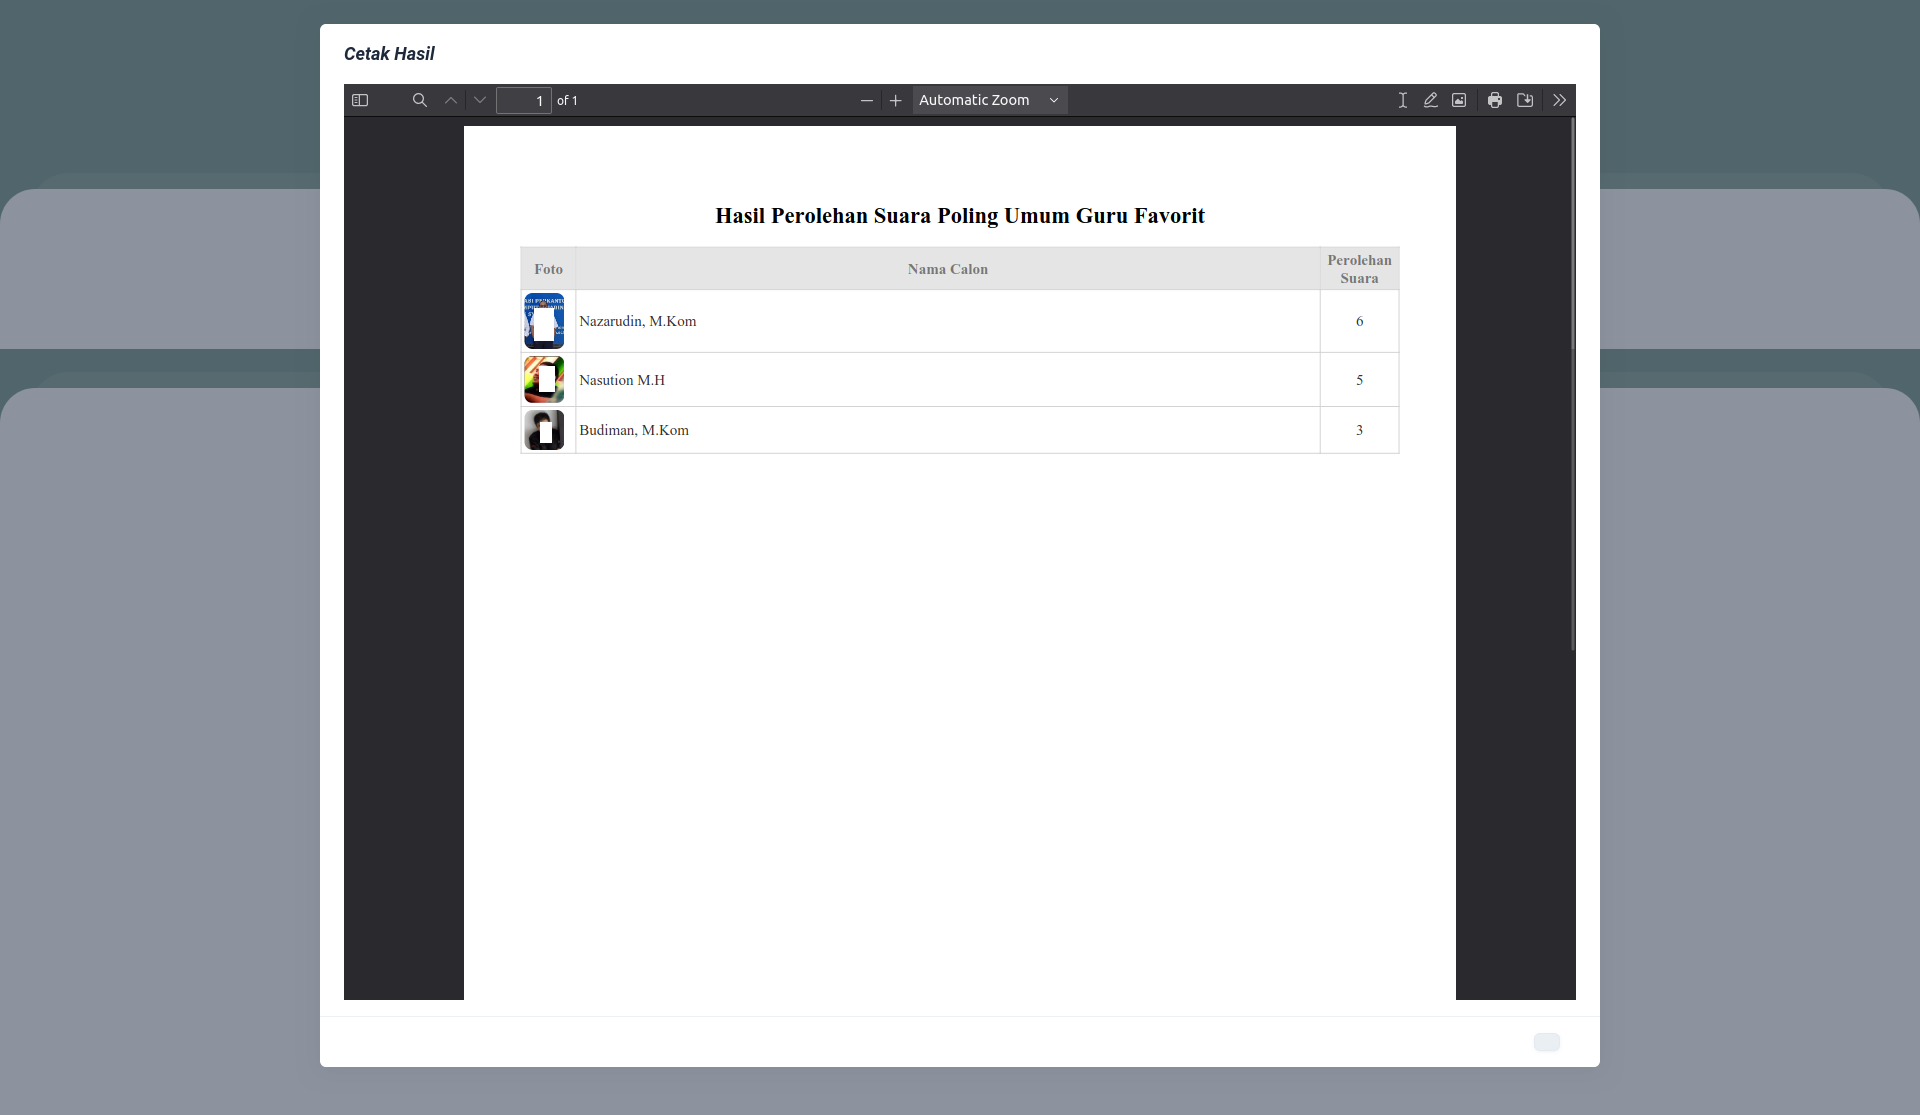 Cetak Hasil
1 of 1
Automatic Zoom
Hasil Perolehan Suara Poling Umum Guru Favorit
Foto Nama Calon Perolehan Suara
Nazarudin, M.Kom 6
Nasution M.H 5
Budiman, M.Kom 3